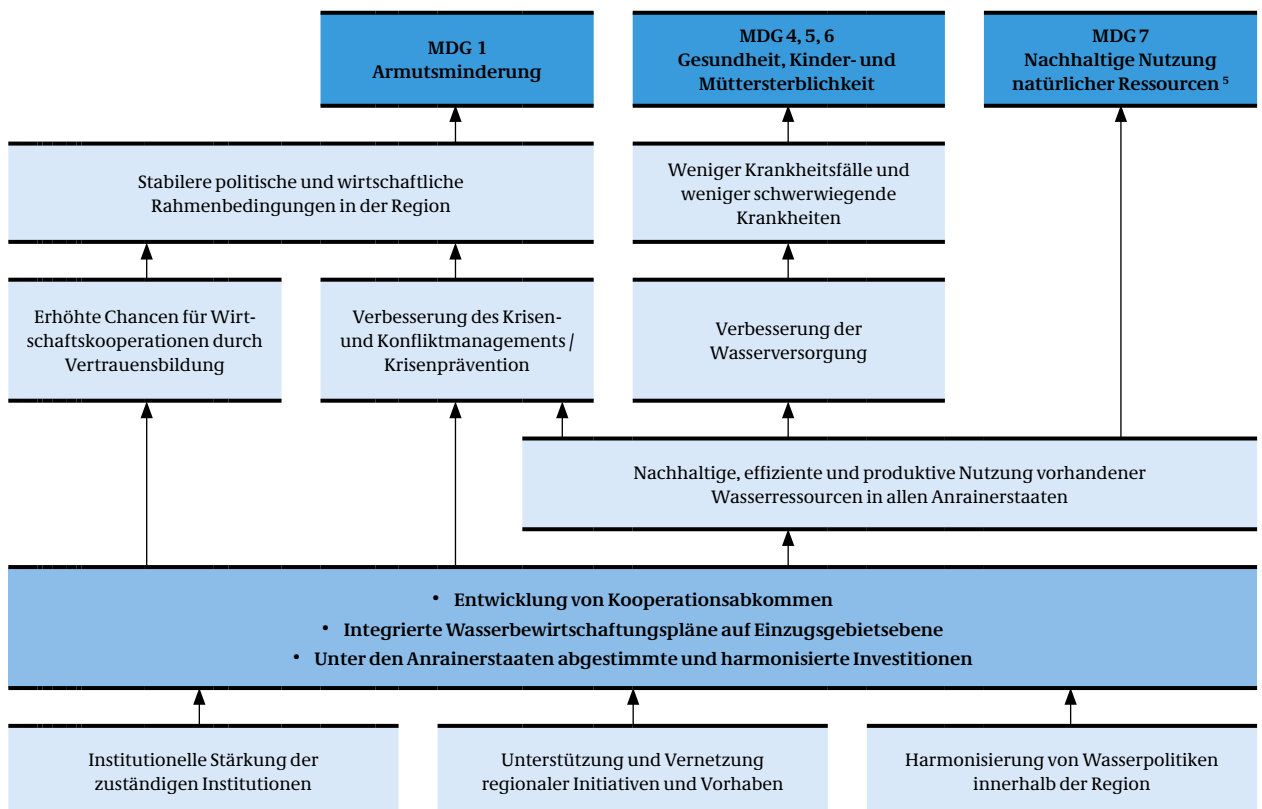 MDG 1
Armutsminderung
MDG 4, 5, 6
Gesundheit, Kinder- und
Müttersterblichkeit
MDG 7
Nachhaltige Nutzung
natürlicher Ressourcen ⁵
Stabilere politische und wirtschaftliche
Rahmenbedingungen in der Region
Weniger Krankheitsfälle und
weniger schwerwiegende
Krankheiten
Erhöhte Chancen für Wirt-
schaftskooperationen durch
Vertrauensbildung
Verbesserung des Krisen-
und Konfliktmanagements /
Krisenprävention
Verbesserung der
Wasserversorgung
Nachhaltige, effiziente und produktive Nutzung vorhandener
Wasserressourcen in allen Anrainerstaaten
• Entwicklung von Kooperationsabkommen
• Integrierte Wasserbewirtschaftungspläne auf Einzugsgebietsebene
• Unter den Anrainerstaaten abgestimmte und harmonisierte Investitionen
Institutionelle Stärkung der
zuständigen Institutionen
Unterstützung und Vernetzung
regionaler Initiativen und Vorhaben
Harmonisierung von Wasserpolitiken
innerhalb der Region